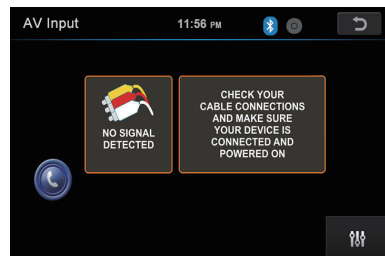 AV Input
11:56 PM
NO SIGNAL
DETECTED
CHECK YOUR
CABLE CONNECTIONS
AND MAKE SURE
YOUR DEVICE IS
CONNECTED AND
POWERED ON